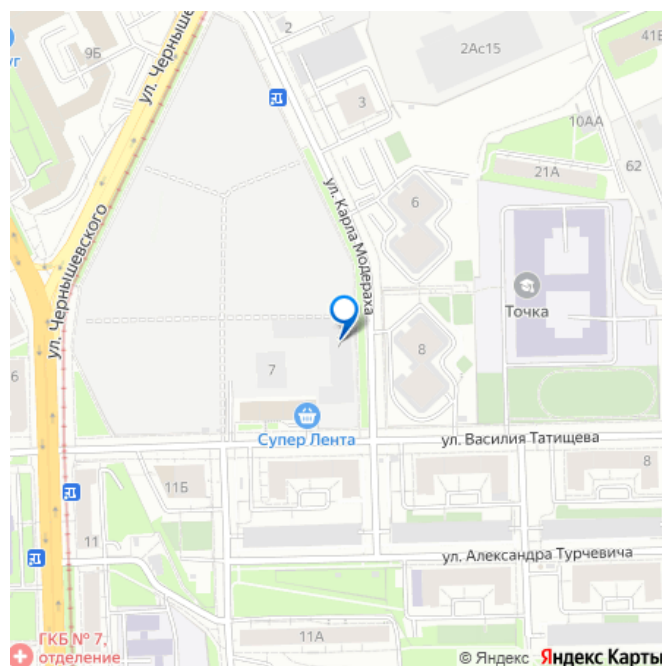 2
9Б
уг
ул. Чернышевского
2Ас15
41Б
3
10АА
62
21А
ул. Карла Модераха
6
Точка
ул. Чернышевского
8
7
6
Супер Лента
ул. Василия Татищева
8
11Б
11
ул. Александра Турчевича
11А
ГКБ № 7,
отделение
© Яндекс Яндекс Карты